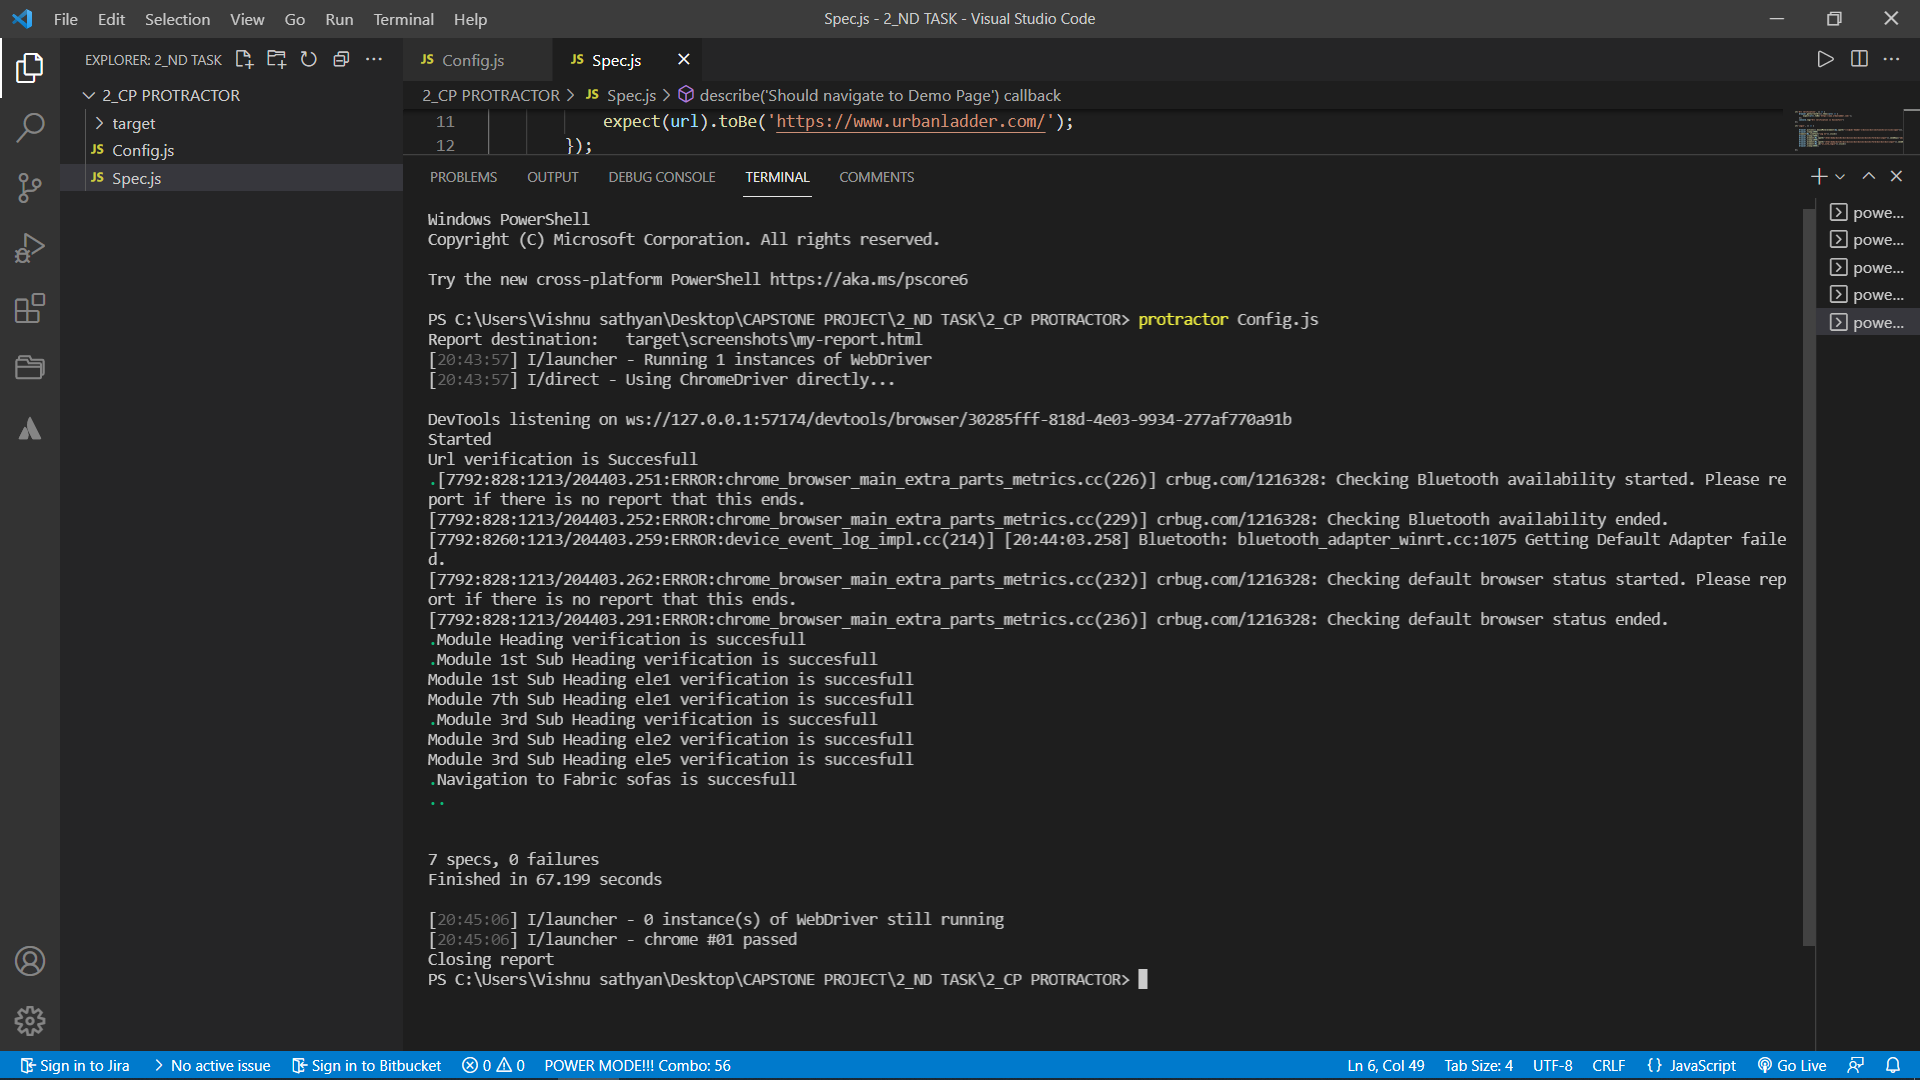 File Edit Selection View Go Run Terminal Help
Spec.js - 2_ND TASK - Visual Studio Code
EXPLORER: 2_ND TASK
2_CP PROTRACTOR
target
JS Config.js
JS Spec.js
JS Config.js
JS Spec.js
2_CP PROTRACTOR > JS Spec.js > describe('Should navigate to Demo Page') callback
11 expect(url).toBe('https://www.urbanladder.com/');
12 });
PROBLEMS OUTPUT DEBUG CONSOLE TERMINAL COMMENTS
Windows PowerShell
Copyright (C) Microsoft Corporation. All rights reserved.
Try the new cross-platform PowerShell https://aka.ms/pscore6
PS C:\Users\Vishnu sathyan\Desktop\CAPSTONE PROJECT\2_ND TASK\2_CP PROTRACTOR> protractor Config.js
Report destination: target\screenshots\my-report.html
[20:43:57] I/launcher - Running 1 instances of WebDriver
[20:43:57] I/direct - Using ChromeDriver directly...
DevTools listening on ws://127.0.0.1:57174/devtools/browser/30285fff-818d-4e03-9934-277af770a91b
Started
Url verification is Succesfull
.[7792:828:1213/204403.251:ERROR:chrome_browser_main_extra_parts_metrics.cc(226)] crbug.com/1216328: Checking Bluetooth availability started. Please re
port if there is no report that this ends.
[7792:828:1213/204403.252:ERROR:chrome_browser_main_extra_parts_metrics.cc(229)] crbug.com/1216328: Checking Bluetooth availability ended.
[7792:8260:1213/204403.259:ERROR:device_event_log_impl.cc(214)] [20:44:03.258] Bluetooth: bluetooth_adapter_winrt.cc:1075 Getting Default Adapter faile
d.
[7792:828:1213/204403.262:ERROR:chrome_browser_main_extra_parts_metrics.cc(232)] crbug.com/1216328: Checking default browser status started. Please rep
ort if there is no report that this ends.
[7792:828:1213/204403.291:ERROR:chrome_browser_main_extra_parts_metrics.cc(236)] crbug.com/1216328: Checking default browser status ended.
.Module Heading verification is succesfull
.Module 1st Sub Heading verification is succesfull
Module 1st Sub Heading ele1 verification is succesfull
Module 7th Sub Heading ele1 verification is succesfull
.Module 3rd Sub Heading verification is succesfull
Module 3rd Sub Heading ele2 verification is succesfull
Module 3rd Sub Heading ele5 verification is succesfull
.Navigation to Fabric sofas is succesfull
..
7 specs, 0 failures
Finished in 67.199 seconds
[20:45:06] I/launcher - 0 instance(s) of WebDriver still running
[20:45:06] I/launcher - chrome #01 passed
Closing report
PS C:\Users\Vishnu sathyan\Desktop\CAPSTONE PROJECT\2_ND TASK\2_CP PROTRACTOR>
powe...
powe...
powe...
powe...
powe...
Sign in to Jira > No active issue Sign in to Bitbucket 0 0 POWER MODE!!! Combo: 56 Ln 6, Col 49 Tab Size: 4 UTF-8 CRLF {} JavaScript Go Live